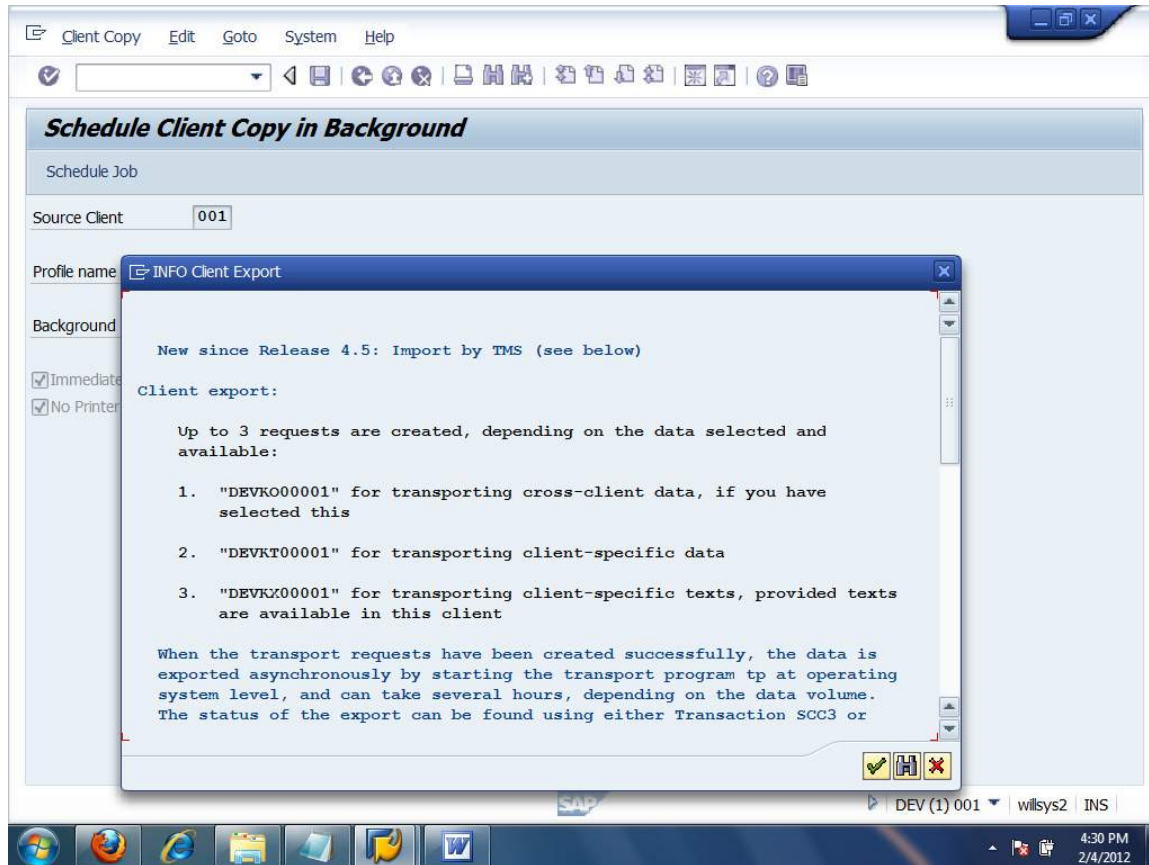 Client Copy Edit Goto System Help
Schedule Client Copy in Background
Schedule Job
Source Client 001
Profile name
INFO Client Export
Background
New since Release 4.5: Import by TMS (see below)
Immediate
Client export:
No Printer
Up to 3 requests are created, depending on the data selected and
available:
1. "DEVKO00001" for transporting cross-client data, if you have
selected this
2. "DEVKT00001" for transporting client-specific data
3. "DEVKX00001" for transporting client-specific texts, provided texts
are available in this client
When the transport requests have been created successfully, the data is
exported asynchronously by starting the transport program tp at operating
system level, and can take several hours, depending on the data volume.
The status of the export can be found using either Transaction SCC3 or
SAP
DEV (1) 001 willsys2 INS
4:30 PM
2/4/2012